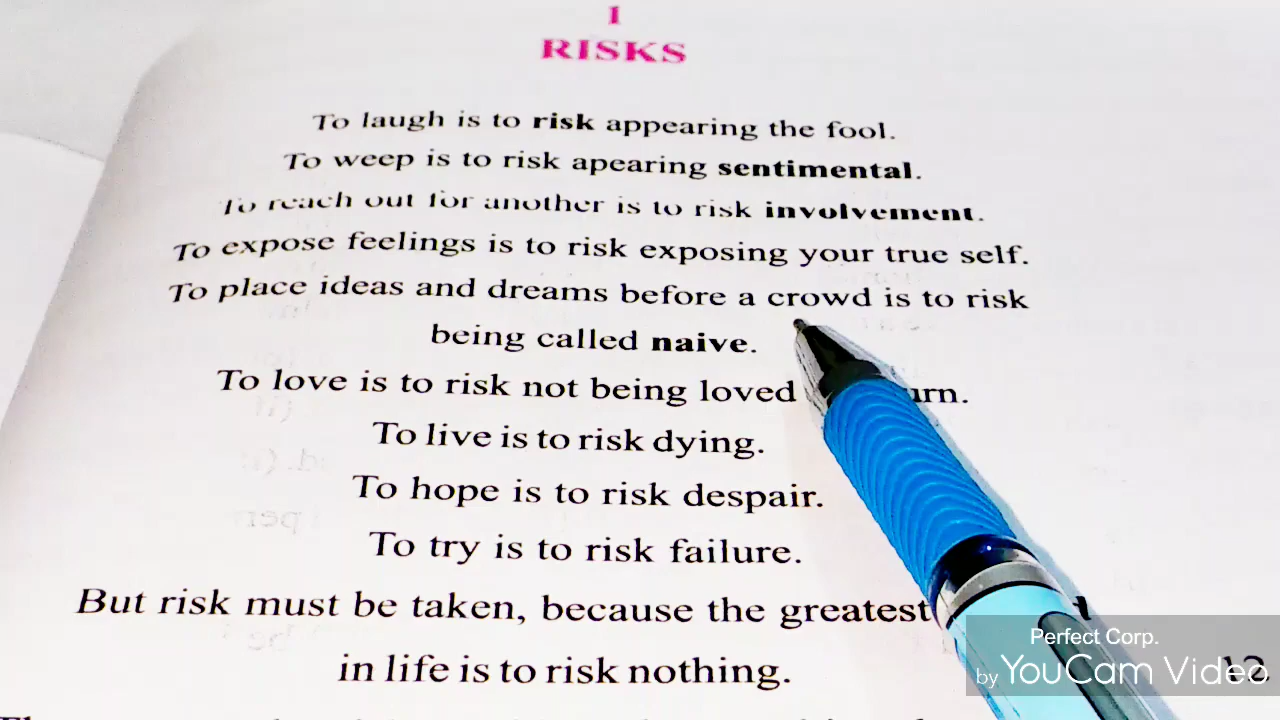 1
RISKS
To laugh is to risk appearing the fool.
To weep is to risk apearing sentimental.
To reach out for another is to risk involvement.
To expose feelings is to risk exposing your true self.
To place ideas and dreams before a crowd is to risk
being called naive.
To love is to risk not being loved
To live is to risk dying.
To hope is to risk despair.
To try is to risk failure.
But risk must be taken, because the greatest
in life is to risk nothing.
Perfect Corp.
by YouCam Video